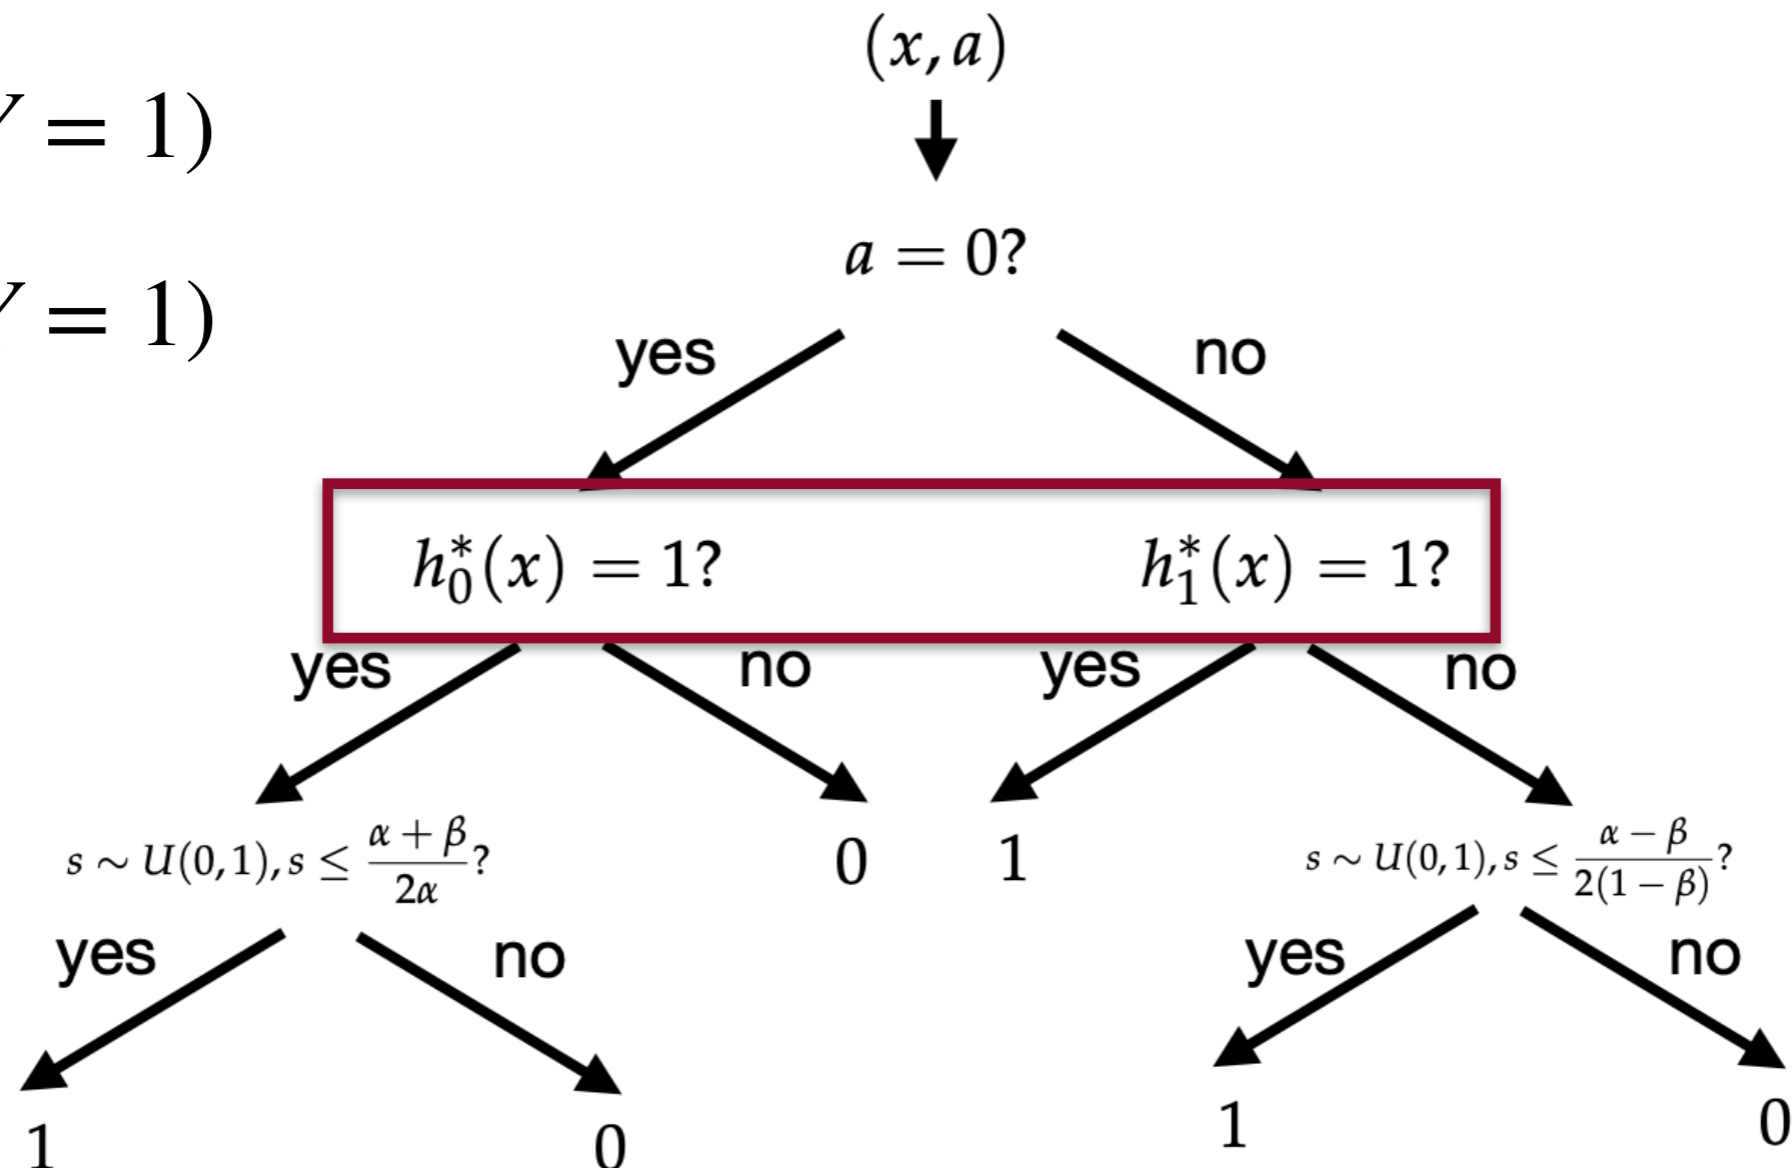 (x, a)
Y = 1)
a = 0?
Y = 1)
yes
no
h₀*(x) = 1?
h₁*(x) = 1?
yes
no
yes
no
s ∼ U(0,1), s ≤ (α + β)/(2α)?
0
1
s ∼ U(0,1), s ≤ (α − β)/(2(1 − β))?
yes
no
yes
no
1
0
1
0